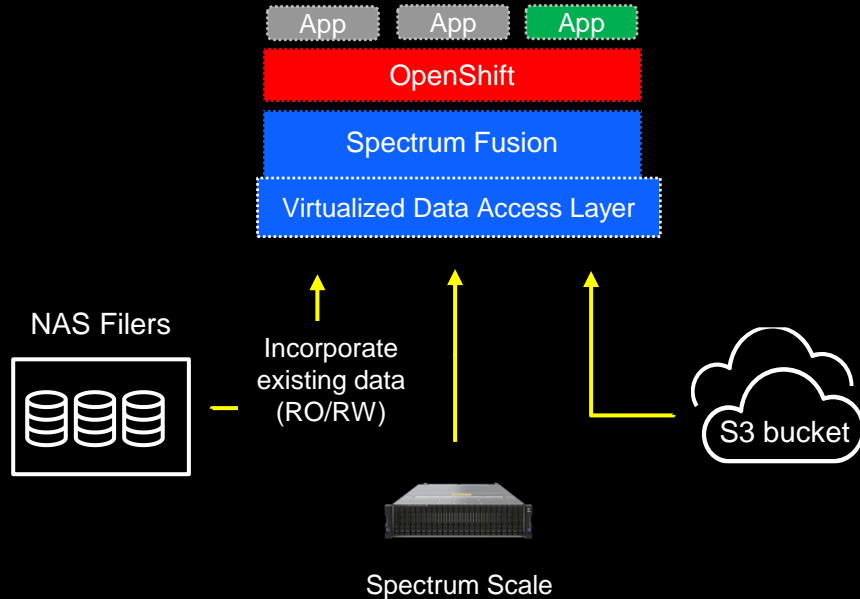 App
App
App
OpenShift
Spectrum Fusion
Virtualized Data Access Layer
NAS Filers
Incorporate
existing data
(RO/RW)
S3 bucket
Spectrum Scale